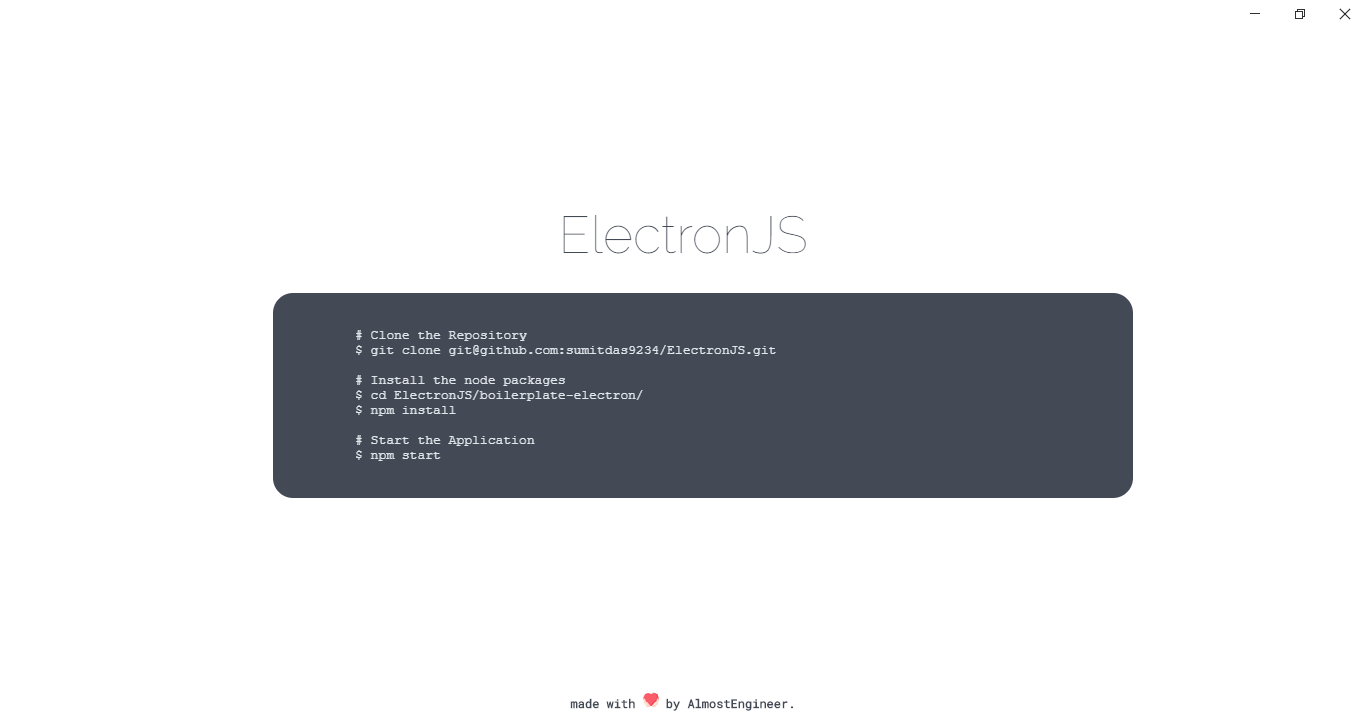 ElectronJS
# Clone the Repository
$ git clone git@github.com:sumitdas9234/ElectronJS.git
# Install the node packages
$ cd ElectronJS/boilerplate-electron/
$ npm install
# Start the Application
$ npm start
made with ❤ by AlmostEngineer.